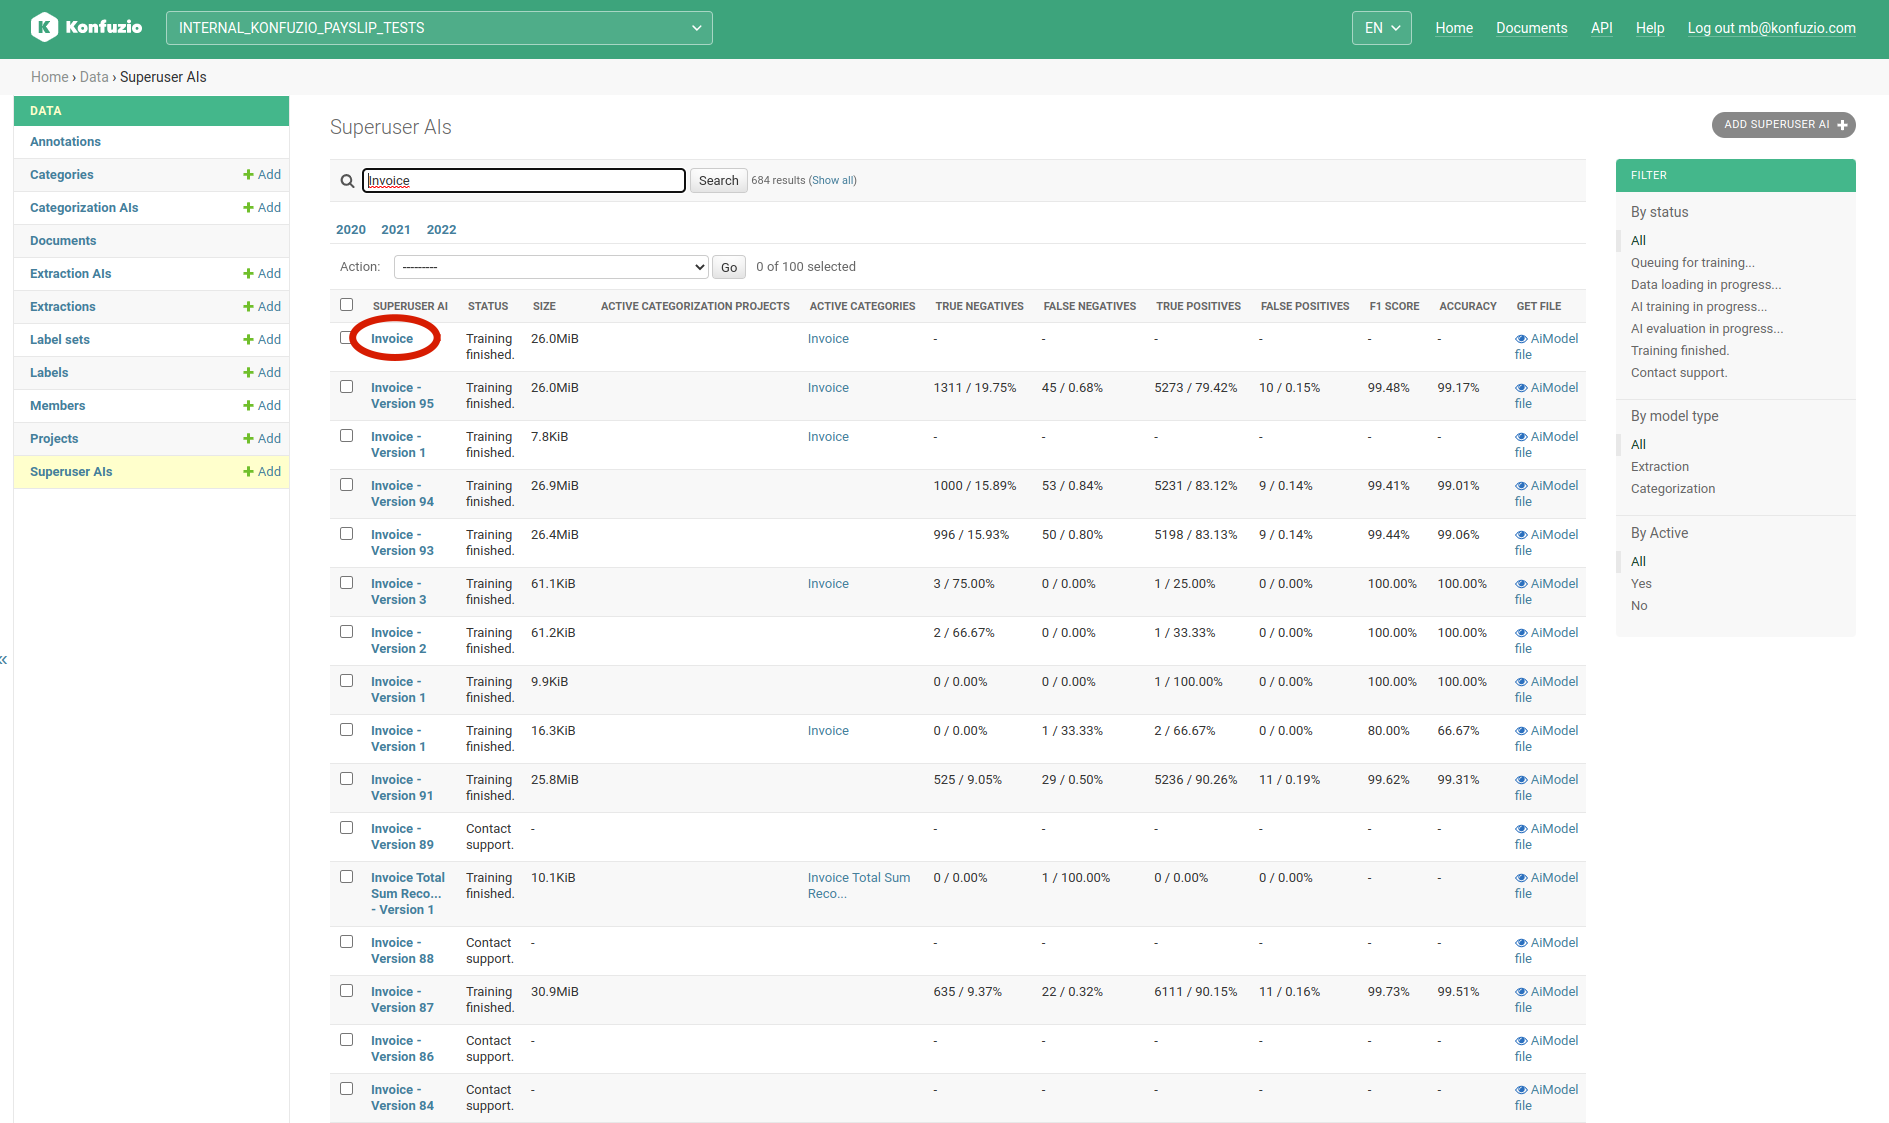 Konfuzio INTERNAL_KONFUZIO_PAYSLIP_TESTS EN Home Documents API Help Log out mb@konfuzio.com
Home › Data › Superuser AIs
DATA
Annotations
Categories Add
Categorization AIs Add
Documents
Extraction AIs Add
Extractions Add
Label sets Add
Labels Add
Members Add
Projects Add
Superuser AIs Add
«
Superuser AIs
ADD SUPERUSER AI +
Invoice Search 684 results (Show all)
2020 2021 2022
Action: --------- Go 0 of 100 selected
SUPERUSER AI STATUS SIZE ACTIVE CATEGORIZATION PROJECTS ACTIVE CATEGORIES TRUE NEGATIVES FALSE NEGATIVES TRUE POSITIVES FALSE POSITIVES F1 SCORE ACCURACY GET FILE
Invoice Training 26.0MiB Invoice - - - - - - AiModel
finished. file
Invoice - Training 26.0MiB Invoice 1311 / 19.75% 45 / 0.68% 5273 / 79.42% 10 / 0.15% 99.48% 99.17% AiModel
Version 95 finished. file
Invoice - Training 7.8KiB Invoice - - - - - - AiModel
Version 1 finished. file
Invoice - Training 26.9MiB 1000 / 15.89% 53 / 0.84% 5231 / 83.12% 9 / 0.14% 99.41% 99.01% AiModel
Version 94 finished. file
Invoice - Training 26.4MiB 996 / 15.93% 50 / 0.80% 5198 / 83.13% 9 / 0.14% 99.44% 99.06% AiModel
Version 93 finished. file
Invoice - Training 61.1KiB Invoice 3 / 75.00% 0 / 0.00% 1 / 25.00% 0 / 0.00% 100.00% 100.00% AiModel
Version 3 finished. file
Invoice - Training 61.2KiB 2 / 66.67% 0 / 0.00% 1 / 33.33% 0 / 0.00% 100.00% 100.00% AiModel
Version 2 finished. file
Invoice - Training 9.9KiB 0 / 0.00% 0 / 0.00% 1 / 100.00% 0 / 0.00% 100.00% 100.00% AiModel
Version 1 finished. file
Invoice - Training 16.3KiB Invoice 0 / 0.00% 1 / 33.33% 2 / 66.67% 0 / 0.00% 80.00% 66.67% AiModel
Version 1 finished. file
Invoice - Training 25.8MiB 525 / 9.05% 29 / 0.50% 5236 / 90.26% 11 / 0.19% 99.62% 99.31% AiModel
Version 91 finished. file
Invoice - Contact - - - - - - - AiModel
Version 89 support. file
Invoice Total Training 10.1KiB Invoice Total Sum 0 / 0.00% 1 / 100.00% 0 / 0.00% 0 / 0.00% - - AiModel
Sum Reco... finished. Reco... file
- Version 1
Invoice - Contact - - - - - - - AiModel
Version 88 support. file
Invoice - Training 30.9MiB 635 / 9.37% 22 / 0.32% 6111 / 90.15% 11 / 0.16% 99.73% 99.51% AiModel
Version 87 finished. file
Invoice - Contact - - - - - - - AiModel
Version 86 support. file
Invoice - Contact - - - - - - - AiModel
Version 84 support. file
FILTER
By status
All
Queuing for training...
Data loading in progress...
AI training in progress...
AI evaluation in progress...
Training finished.
Contact support.
By model type
All
Extraction
Categorization
By Active
All
Yes
No